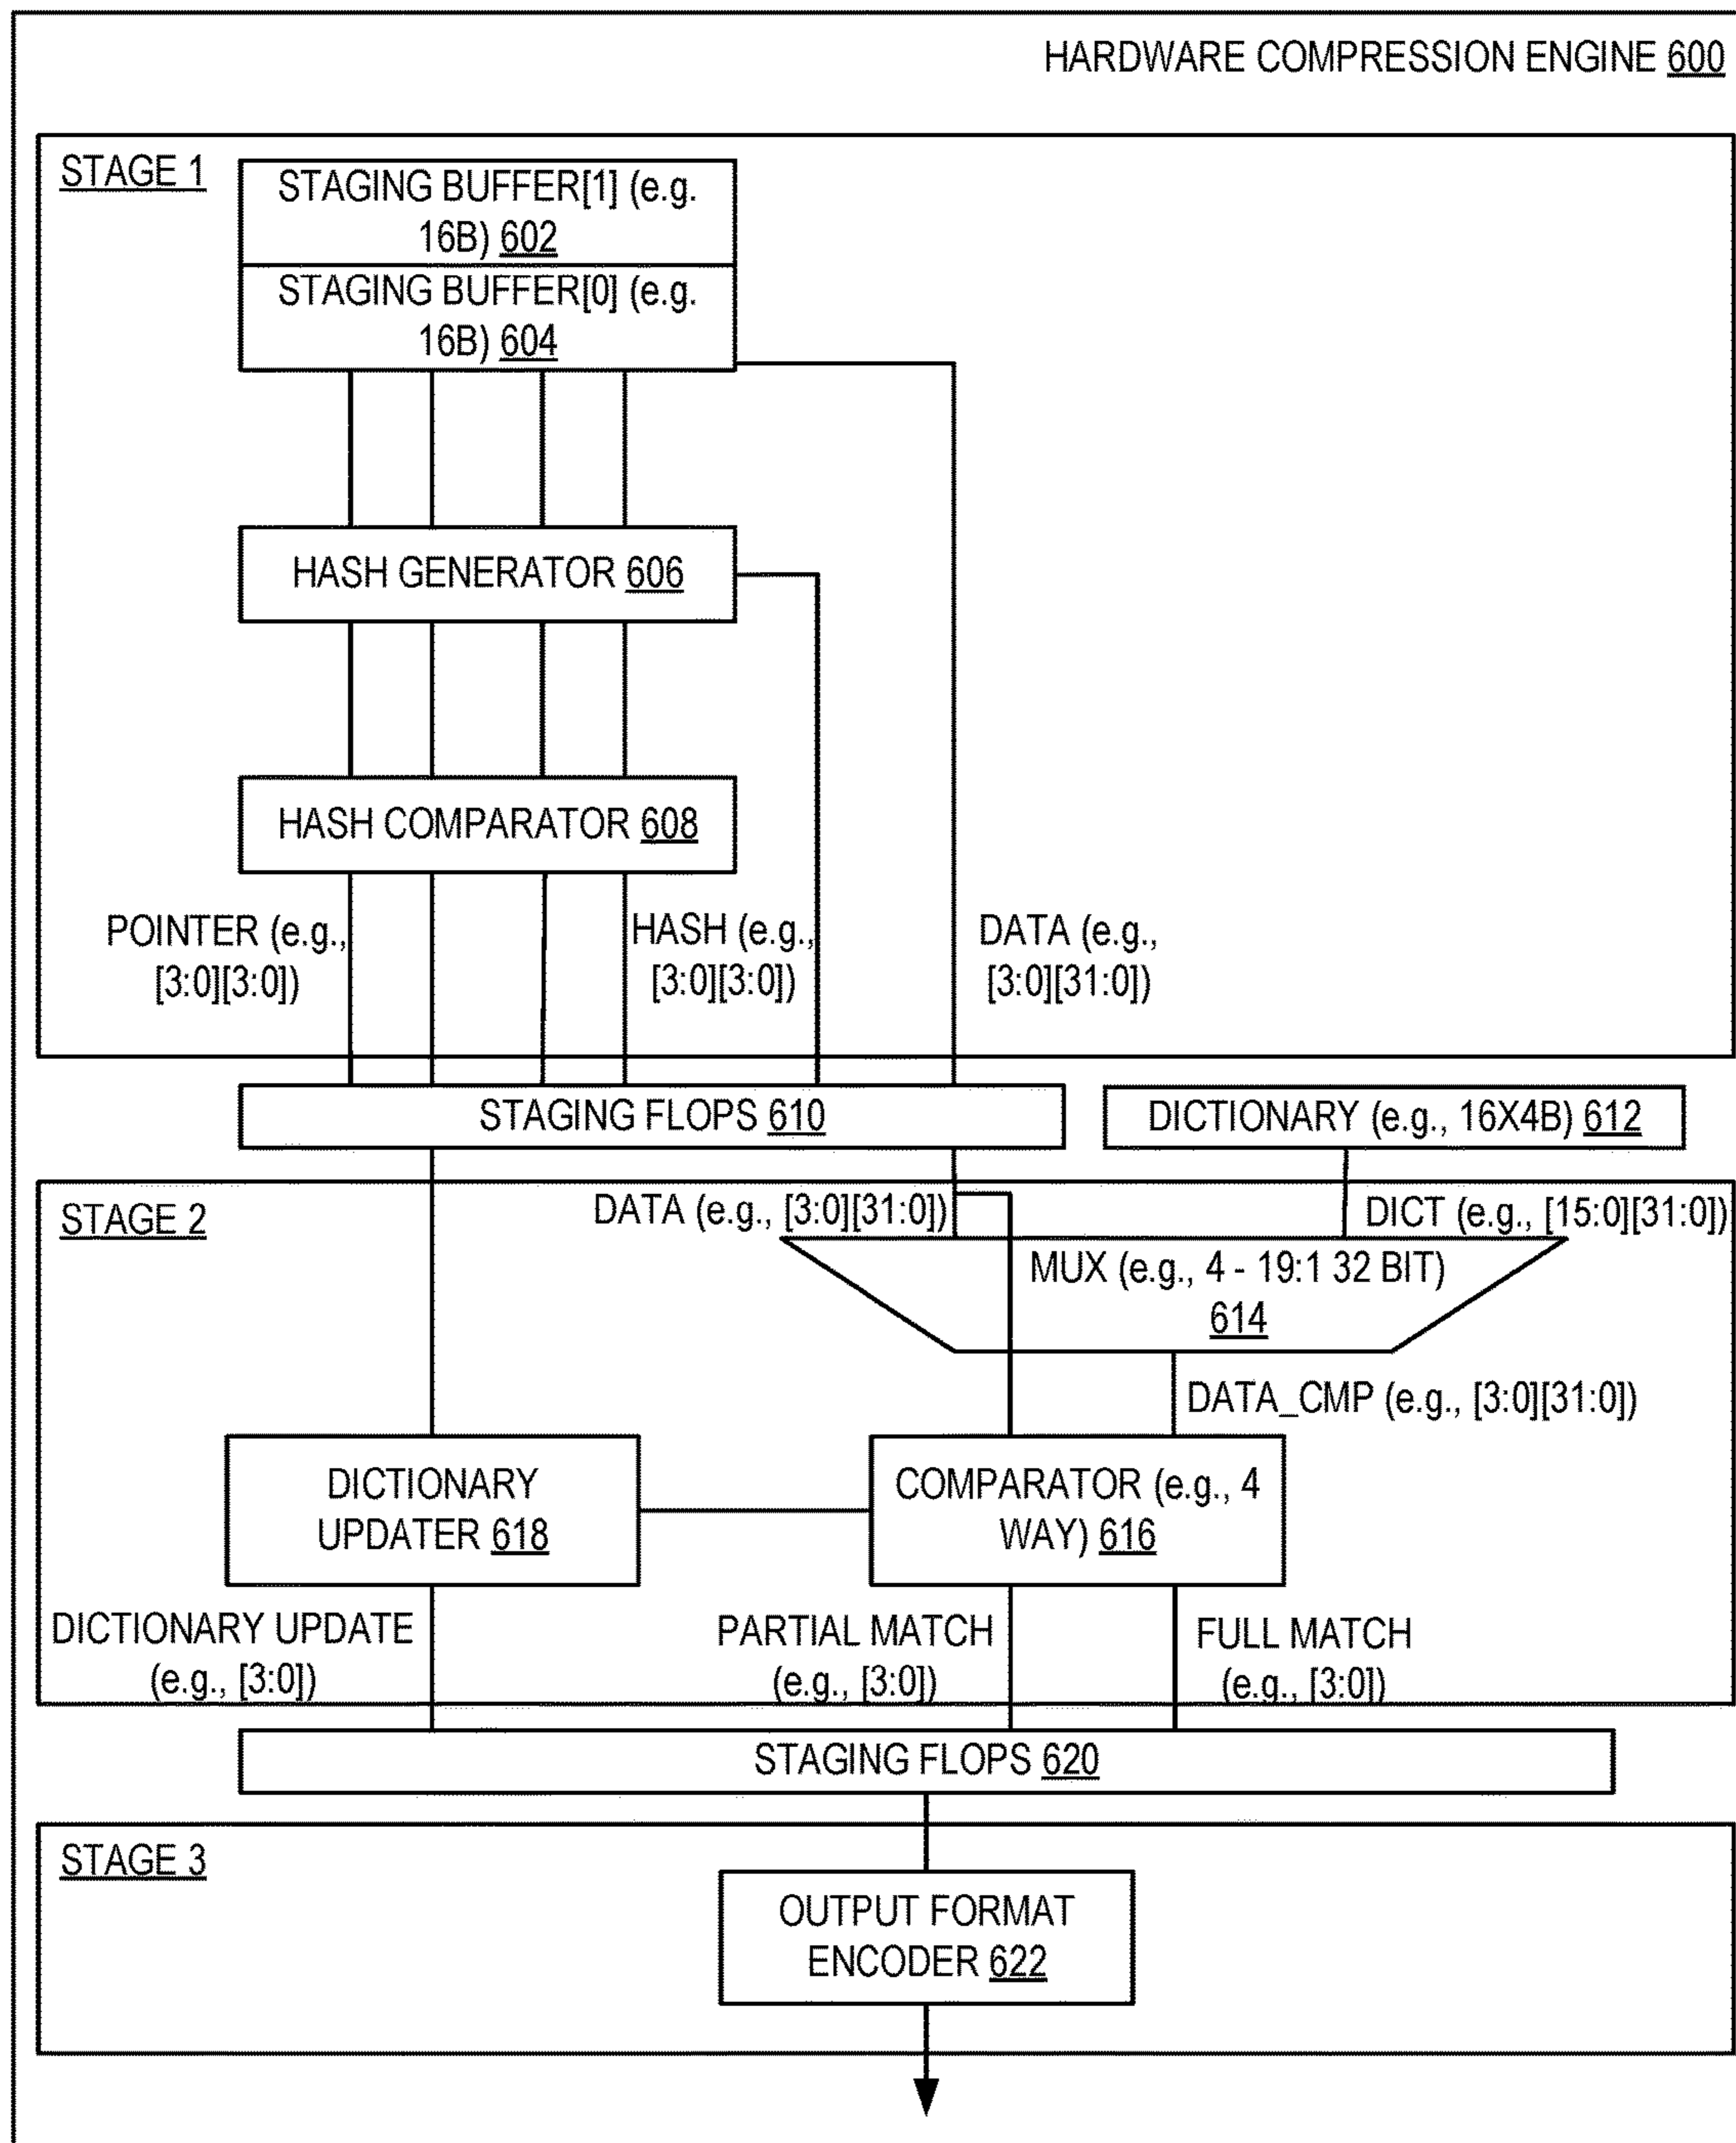 HARDWARE COMPRESSION ENGINE 600
STAGE 1
STAGING BUFFER[1] (e.g.
16B) 602
STAGING BUFFER[0] (e.g.
16B) 604
HASH GENERATOR 606
HASH COMPARATOR 608
POINTER (e.g.,
[3:0][3:0])
HASH (e.g.,
[3:0][3:0])
DATA (e.g.,
[3:0][31:0])
STAGING FLOPS 610
DICTIONARY (e.g., 16X4B) 612
STAGE 2
DATA (e.g., [3:0][31:0])
DICT (e.g., [15:0][31:0])
MUX (e.g., 4 - 19:1 32 BIT)
614
DATA_CMP (e.g., [3:0][31:0])
DICTIONARY
UPDATER 618
COMPARATOR (e.g., 4
WAY) 616
DICTIONARY UPDATE
(e.g., [3:0])
PARTIAL MATCH
(e.g., [3:0])
FULL MATCH
(e.g., [3:0])
STAGING FLOPS 620
STAGE 3
OUTPUT FORMAT
ENCODER 622